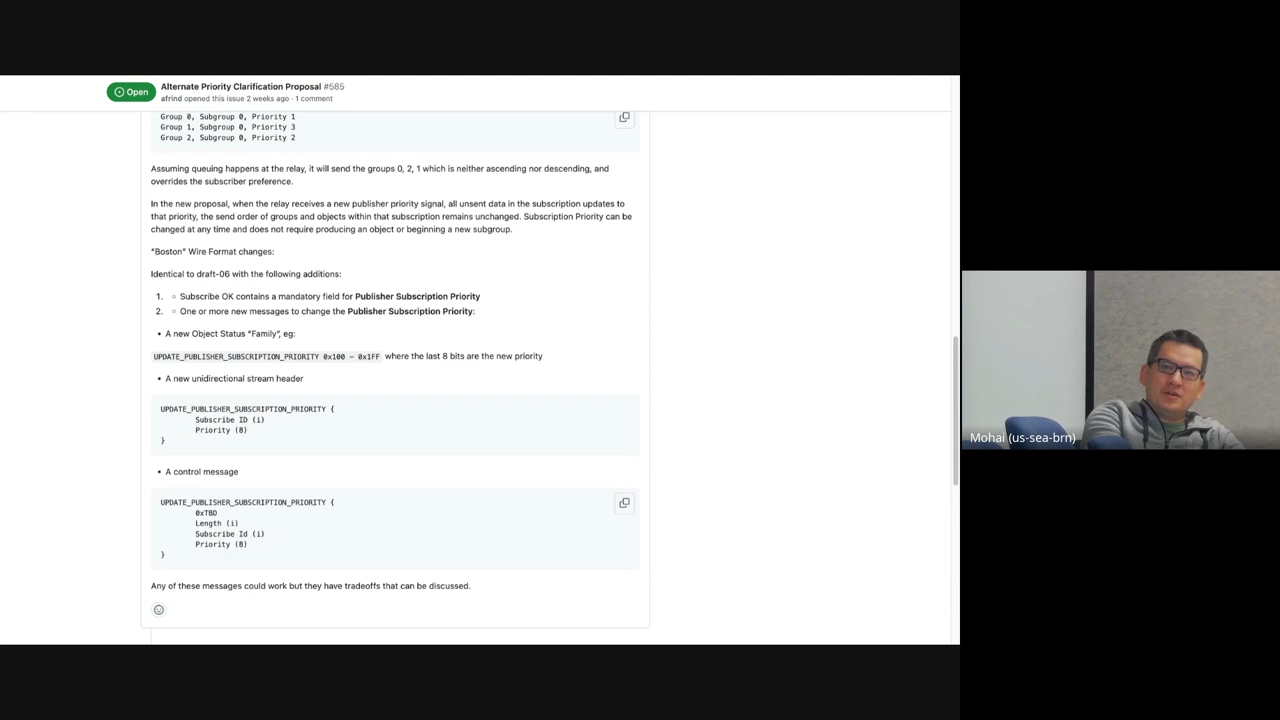 Open
Alternate Priority Clarification Proposal #585
afrind opened this issue 2 weeks ago · 1 comment
Group 0, Subgroup 0, Priority 1
Group 1, Subgroup 0, Priority 3
Group 2, Subgroup 0, Priority 2
Assuming queuing happens at the relay, it will send the groups 0, 2, 1 which is neither ascending nor descending, and
overrides the subscriber preference.
In the new proposal, when the relay receives a new publisher priority signal, all unsent data in the subscription updates to
that priority, the send order of groups and objects within that subscription remains unchanged. Subscription Priority can be
changed at any time and does not require producing an object or beginning a new subgroup.
“Boston” Wire Format changes:
Identical to draft-06 with the following additions:
1. ○ Subscribe OK contains a mandatory field for Publisher Subscription Priority
2. ○ One or more new messages to change the Publisher Subscription Priority:
• A new Object Status “Family”, eg:
UPDATE_PUBLISHER_SUBSCRIPTION_PRIORITY 0x100 – 0x1FF where the last 8 bits are the new priority
• A new unidirectional stream header
UPDATE_PUBLISHER_SUBSCRIPTION_PRIORITY {
Subscribe ID (i)
Priority (8)
}
• A control message
UPDATE_PUBLISHER_SUBSCRIPTION_PRIORITY {
0xTBD
Length (i)
Subscribe Id (i)
Priority (8)
}
Any of these messages could work but they have tradeoffs that can be discussed.
Mohai (us-sea-brn)